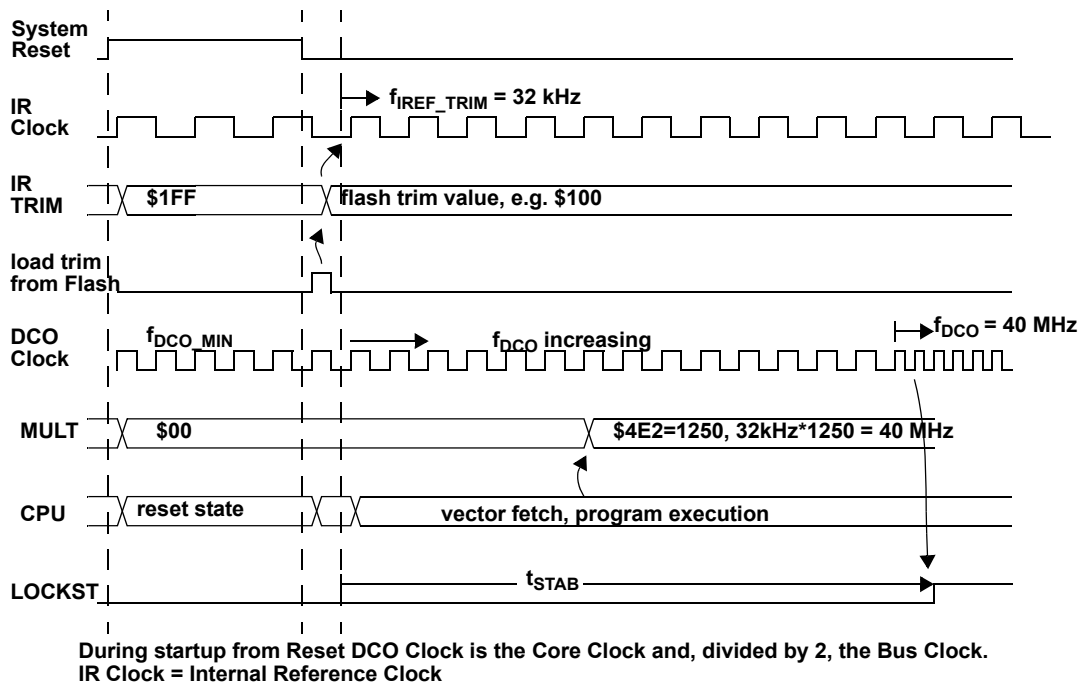 System
Reset
f_IREF_TRIM = 32 kHz
IR
Clock
IR
TRIM
$1FF
flash trim value, e.g. $100
load trim
from Flash
f_DCO = 40 MHz
DCO
Clock
f_DCO_MIN
f_DCO increasing
MULT
$00
$4E2=1250, 32kHz*1250 = 40 MHz
CPU
reset state
vector fetch, program execution
LOCKST
t_STAB
During startup from Reset DCO Clock is the Core Clock and, divided by 2, the Bus Clock.
IR Clock = Internal Reference Clock